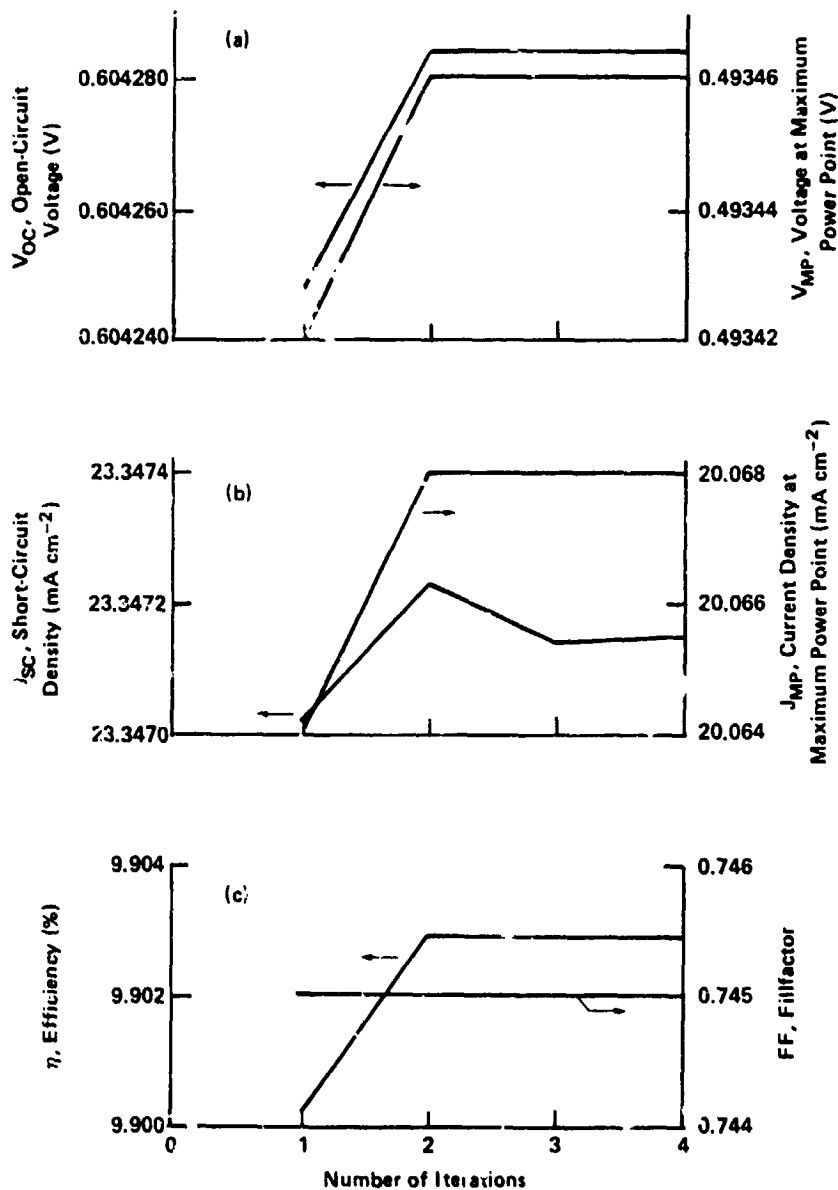 (a)
V_OC, Open-Circuit
Voltage (V)
0.604280
0.604260
0.604240
0.49346
0.49344
0.49342
V_MP, Voltage at Maximum
Power Point (V)
(b)
J_SC, Short-Circuit
Density (mA cm⁻²)
23.3474
23.3472
23.3470
20.068
20.066
20.064
J_MP, Current Density at
Maximum Power Point (mA cm⁻²)
(c)
η, Efficiency (%)
9.904
9.902
9.900
0.746
0.745
0.744
FF, Fillfactor
0 1 2 3 4
Number of Iterations